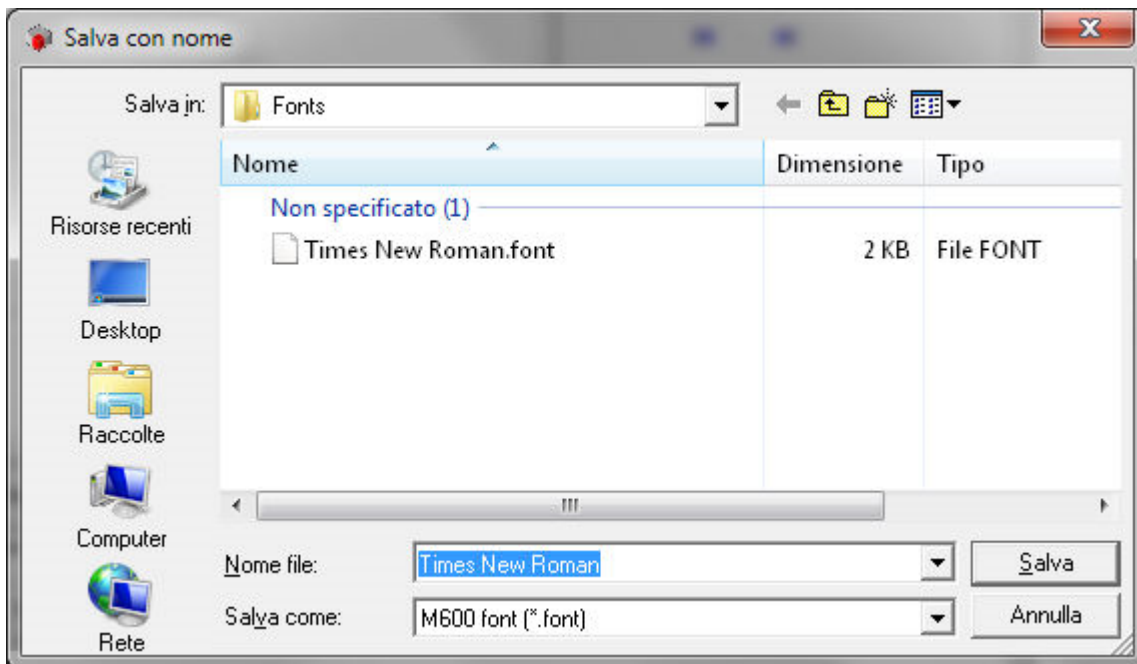 Salva con nome
Salva in: Fonts
Nome Dimensione Tipo
Non specificato (1)
Times New Roman.font 2 KB File FONT
Risorse recenti
Desktop
Raccolte
Computer
Rete
Nome file: Times New Roman Salva
Salva come: M600 font (*.font) Annulla